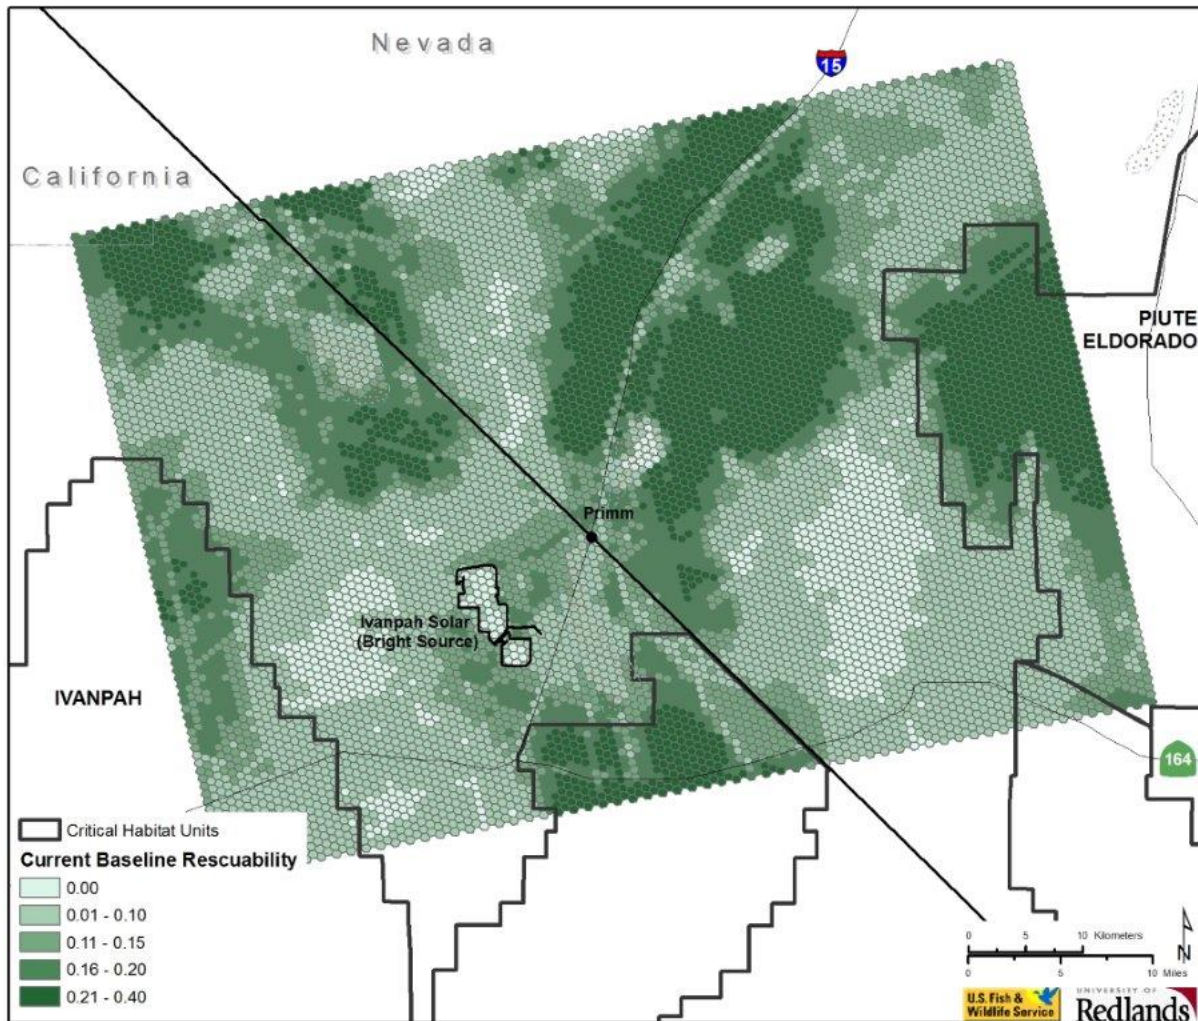 Nevada
15
California
PIUTE
ELDORADO
Primm
Ivanpah Solar
(Bright Source)
IVANPAH
164
Critical Habitat Units
Current Baseline Rescuability
0.00
0.01 - 0.10
0.11 - 0.15
0.16 - 0.20
0.21 - 0.40
0 5 10 Kilometers
0 5 10 Miles
N
U.S. Fish &
Wildlife Service
UNIVERSITY OF
Redlands